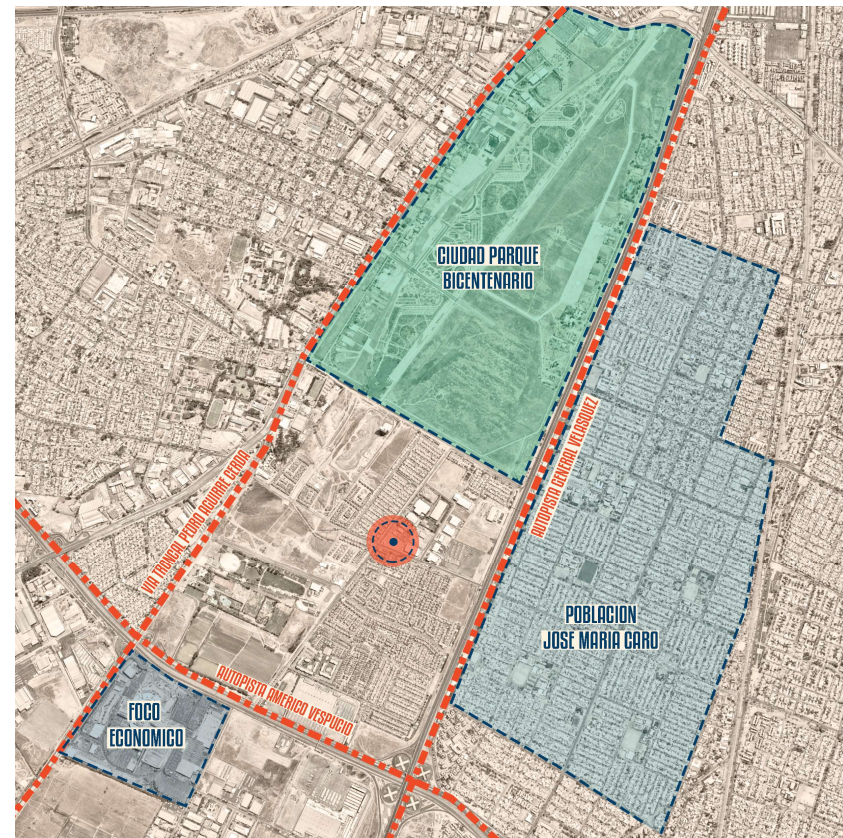 CIUDAD PARQUE
BICENTENARIO
AUTOPISTA GENERAL VELASQUEZ
VIA TRONCAL PEDRO AGUIRRE CERDA
POBLACION
JOSE MARIA CARO
AUTOPISTA AMERICO VESPUCIO
FOCO
ECONOMICO